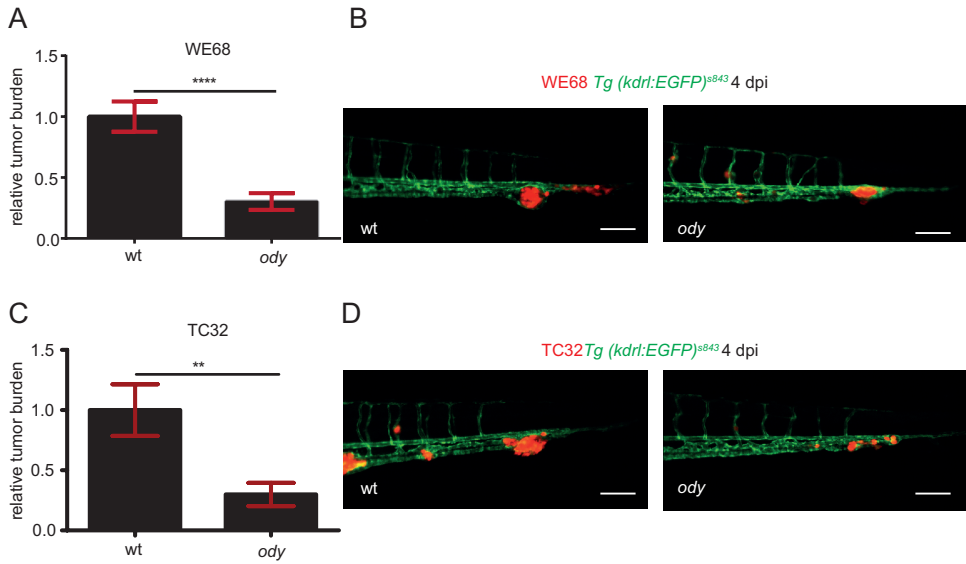 A
WE68
relative tumor burden
1.5
1.0
0.5
0.0
****
wt
ody
B
WE68 Tg (kdrl:EGFP)s843 4 dpi
wt
ody
C
TC32
relative tumor burden
1.5
1.0
0.5
0.0
**
wt
ody
D
TC32Tg (kdrl:EGFP)s843 4 dpi
wt
ody